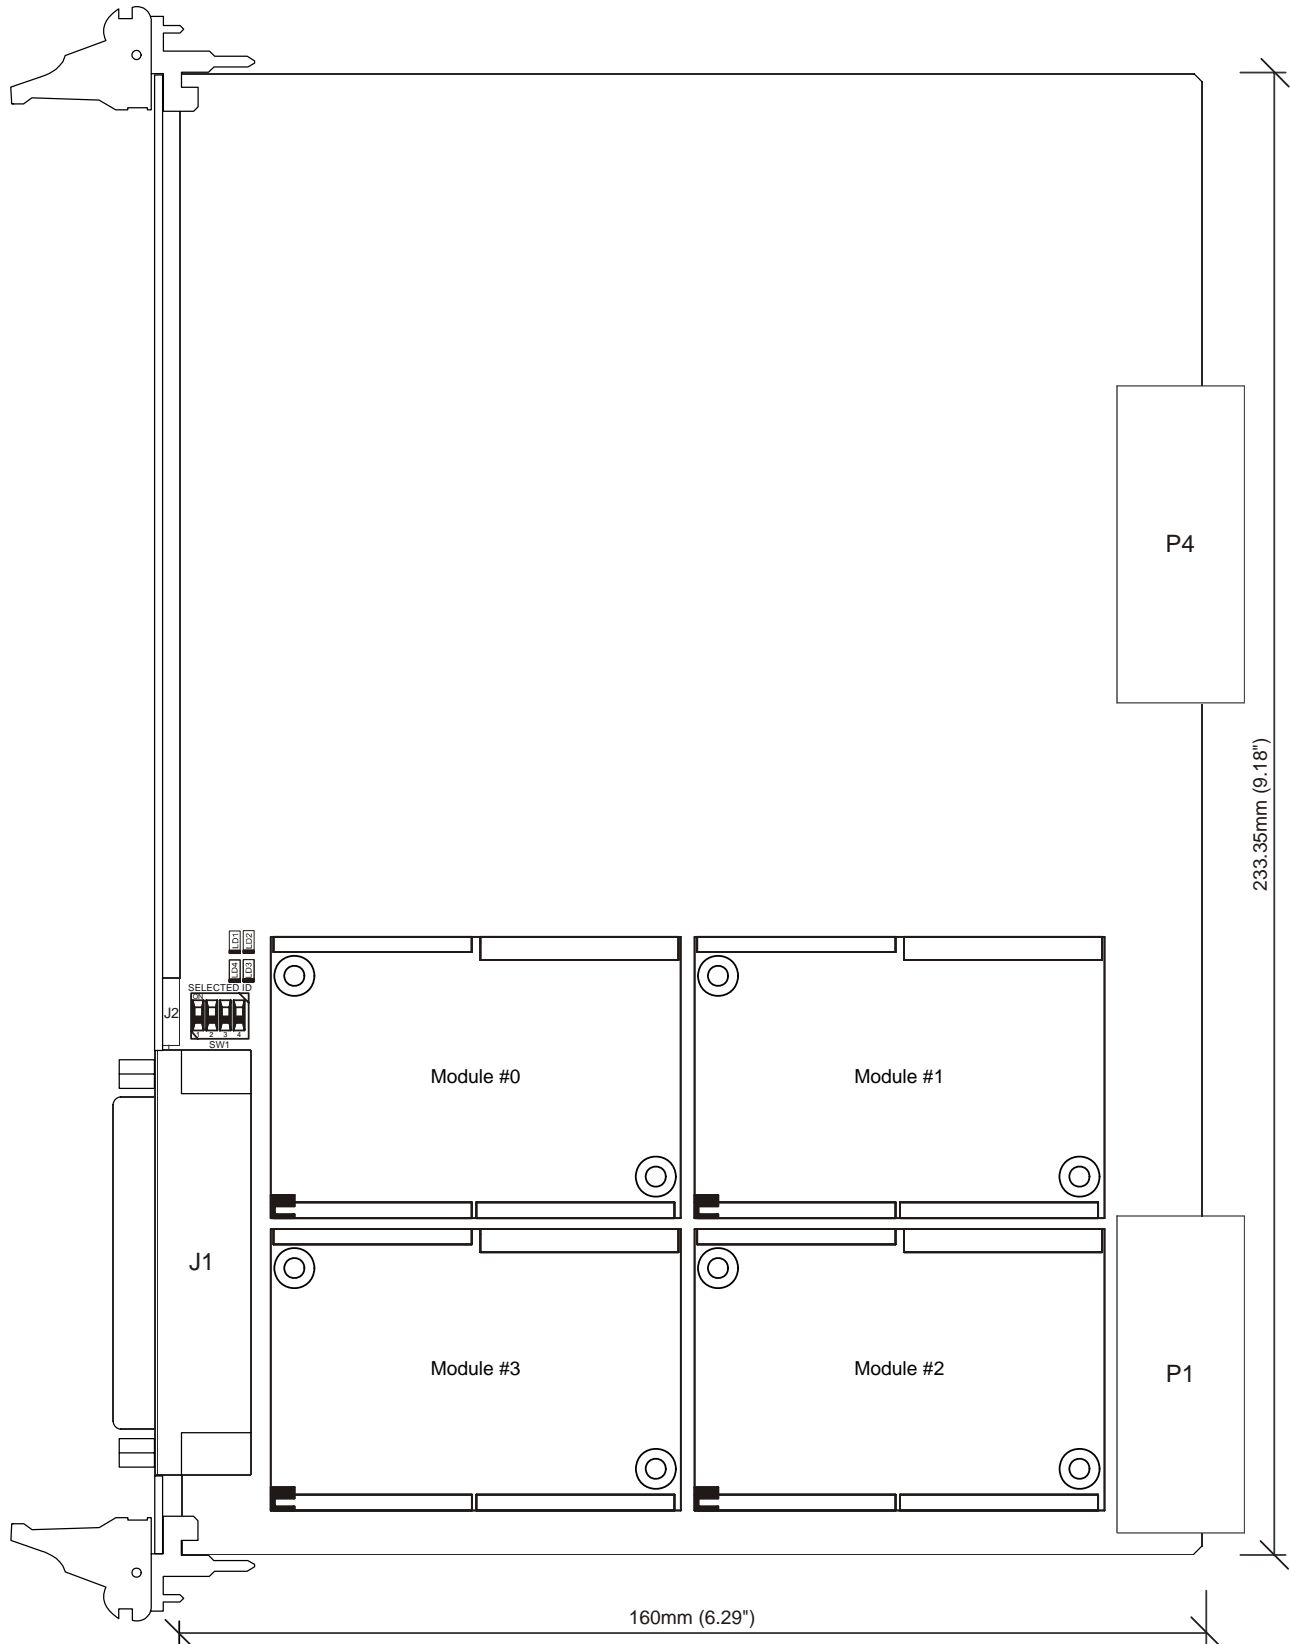 P4
233.35mm (9.18")
LD1
LD2
LD4
LD3
SELECTED ID
ON
J2
1 2 3 4
SW1
Module #0
Module #1
J1
Module #3
Module #2
P1
160mm (6.29")